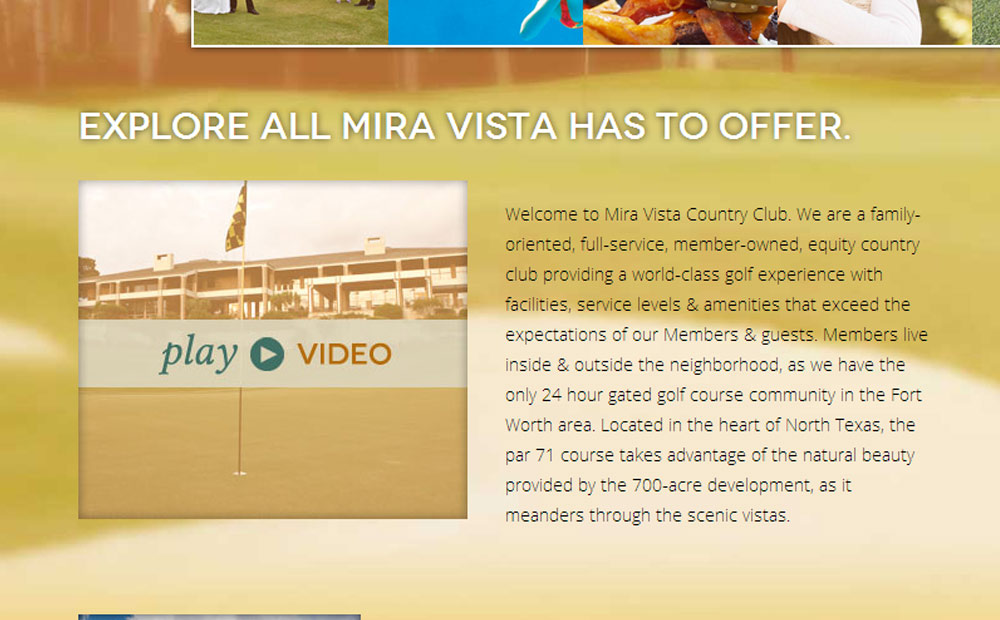 EXPLORE ALL MIRA VISTA HAS TO OFFER.
play VIDEO
Welcome to Mira Vista Country Club. We are a family-
oriented, full-service, member-owned, equity country
club providing a world-class golf experience with
facilities, service levels & amenities that exceed the
expectations of our Members & guests. Members live
inside & outside the neighborhood, as we have the
only 24 hour gated golf course community in the Fort
Worth area. Located in the heart of North Texas, the
par 71 course takes advantage of the natural beauty
provided by the 700-acre development, as it
meanders through the scenic vistas.